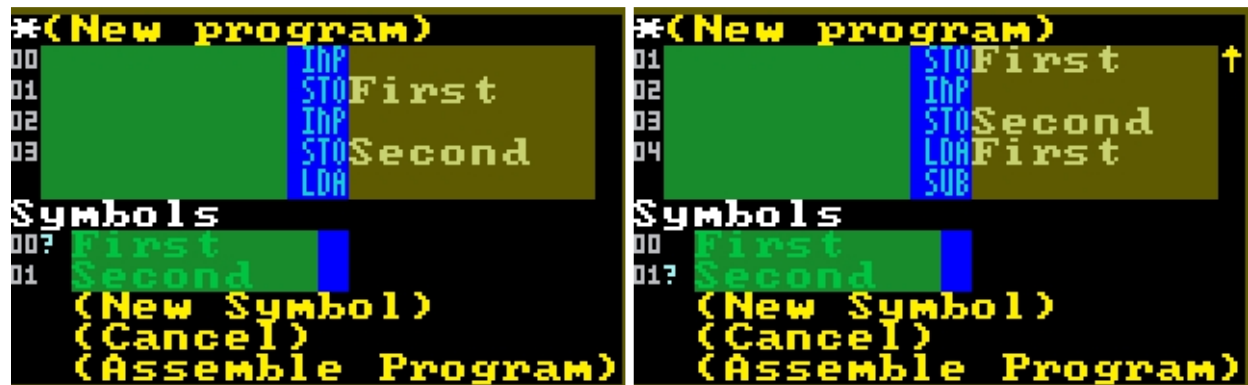 *(New program)
00 InP
01 STO First
02 InP
03 STO Second
LDA
Symbols
00? First
01 Second
(New Symbol)
(Cancel)
(Assemble Program)
*(New program)
01 STO First ↑
02 InP
03 STO Second
04 LDA First
SUB
Symbols
00 First
01? Second
(New Symbol)
(Cancel)
(Assemble Program)